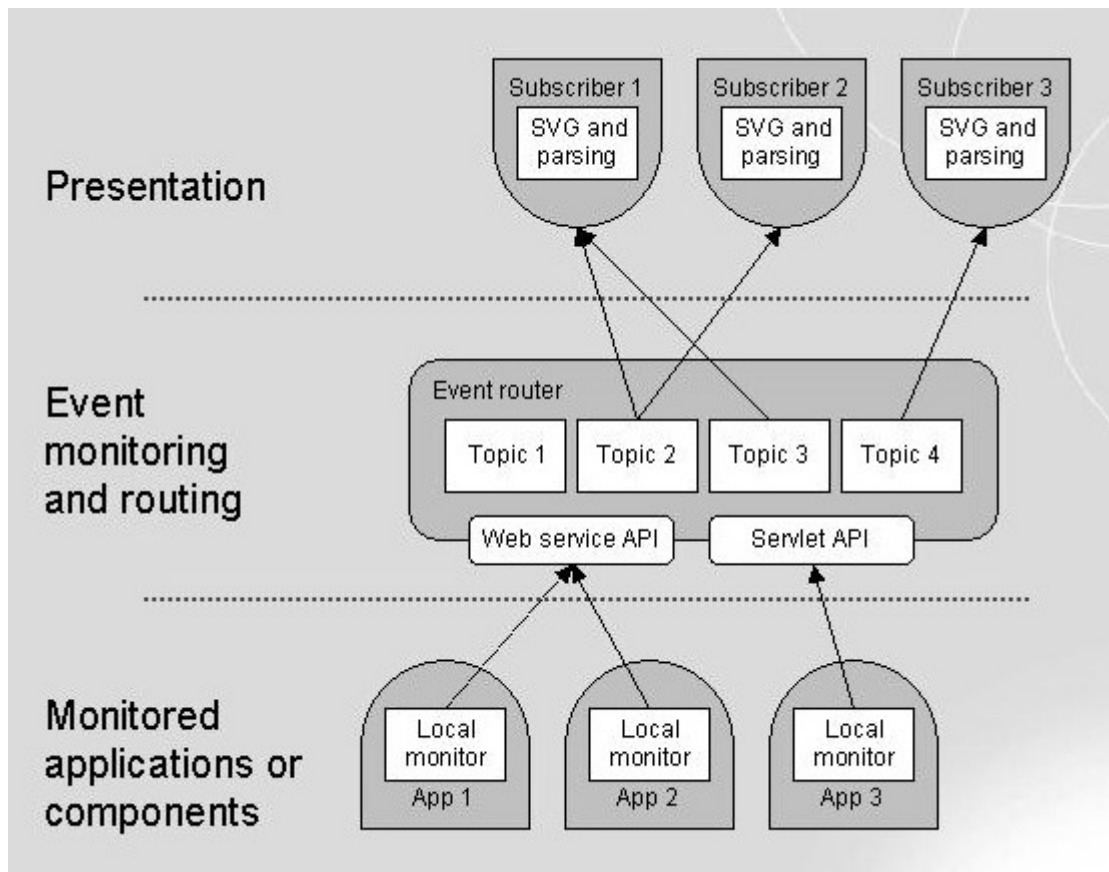 Subscriber 1
SVG and
parsing
Subscriber 2
SVG and
parsing
Subscriber 3
SVG and
parsing
Presentation
Event
monitoring
and routing
Event router
Topic 1
Topic 2
Topic 3
Topic 4
Web service API
Servlet API
Monitored
applications or
components
Local
monitor
App 1
Local
monitor
App 2
Local
monitor
App 3